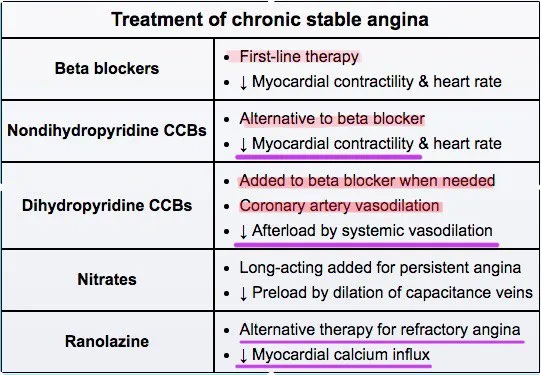 Treatment of chronic stable angina
Beta blockers
• First-line therapy
• ↓ Myocardial contractility & heart rate
Nondihydropyridine CCBs
• Alternative to beta blocker
• ↓ Myocardial contractility & heart rate
Dihydropyridine CCBs
• Added to beta blocker when needed
• Coronary artery vasodilation
• ↓ Afterload by systemic vasodilation
Nitrates
• Long-acting added for persistent angina
• ↓ Preload by dilation of capacitance veins
Ranolazine
• Alternative therapy for refractory angina
• ↓ Myocardial calcium influx